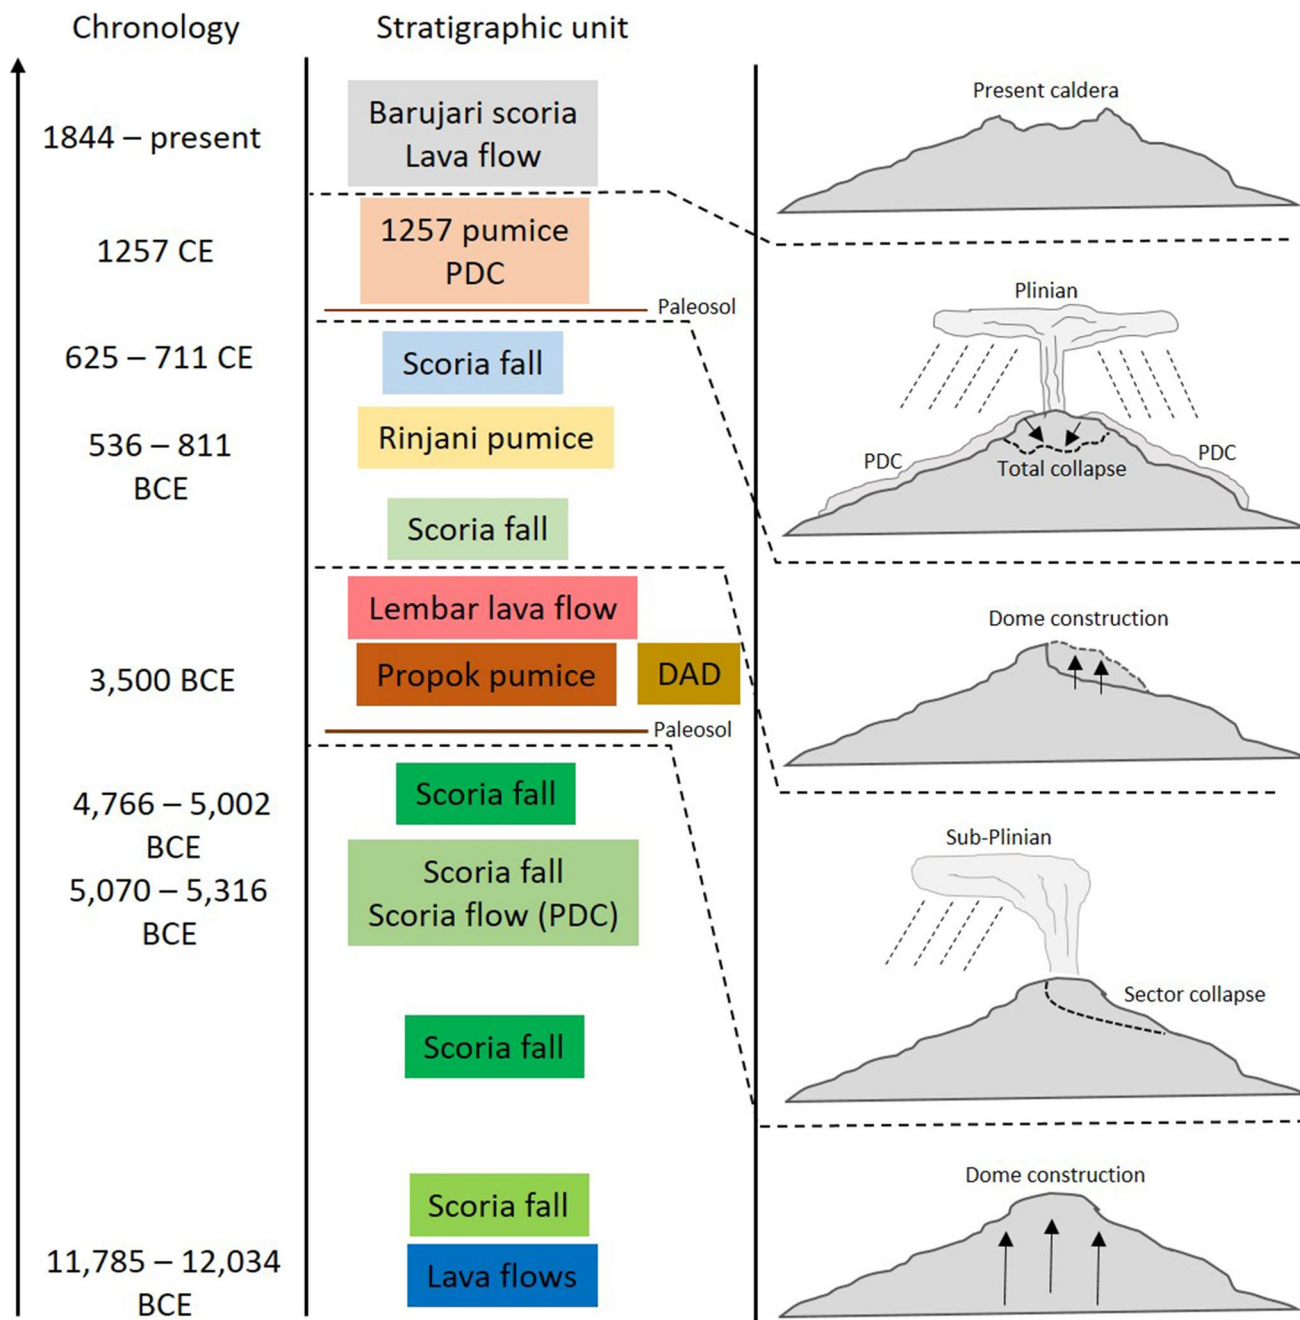 Chronology
Stratigraphic unit
1844 – present
Barujari scoria
Lava flow
Present caldera
1257 CE
1257 pumice
PDC
Paleosol
Plinian
625 – 711 CE
Scoria fall
536 – 811
BCE
Rinjani pumice
PDC
Total collapse
PDC
Scoria fall
Lembar lava flow
Dome construction
3,500 BCE
Propok pumice
DAD
Paleosol
4,766 – 5,002
BCE
Scoria fall
Sub-Plinian
5,070 – 5,316
BCE
Scoria fall
Scoria flow (PDC)
Sector collapse
Scoria fall
Dome construction
Scoria fall
11,785 – 12,034
BCE
Lava flows